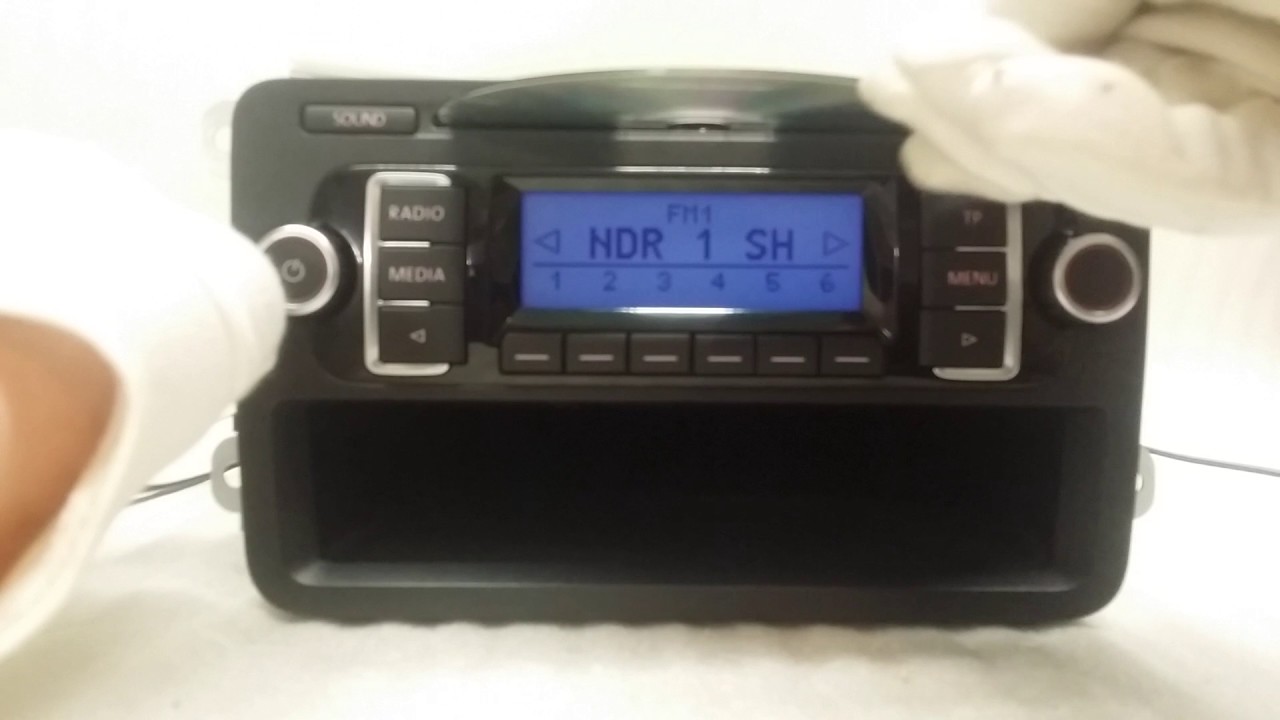 SOUND
RADIO
MEDIA
FM1
NDR 1 SH
1 2 3 4 5 6
TP
MENU